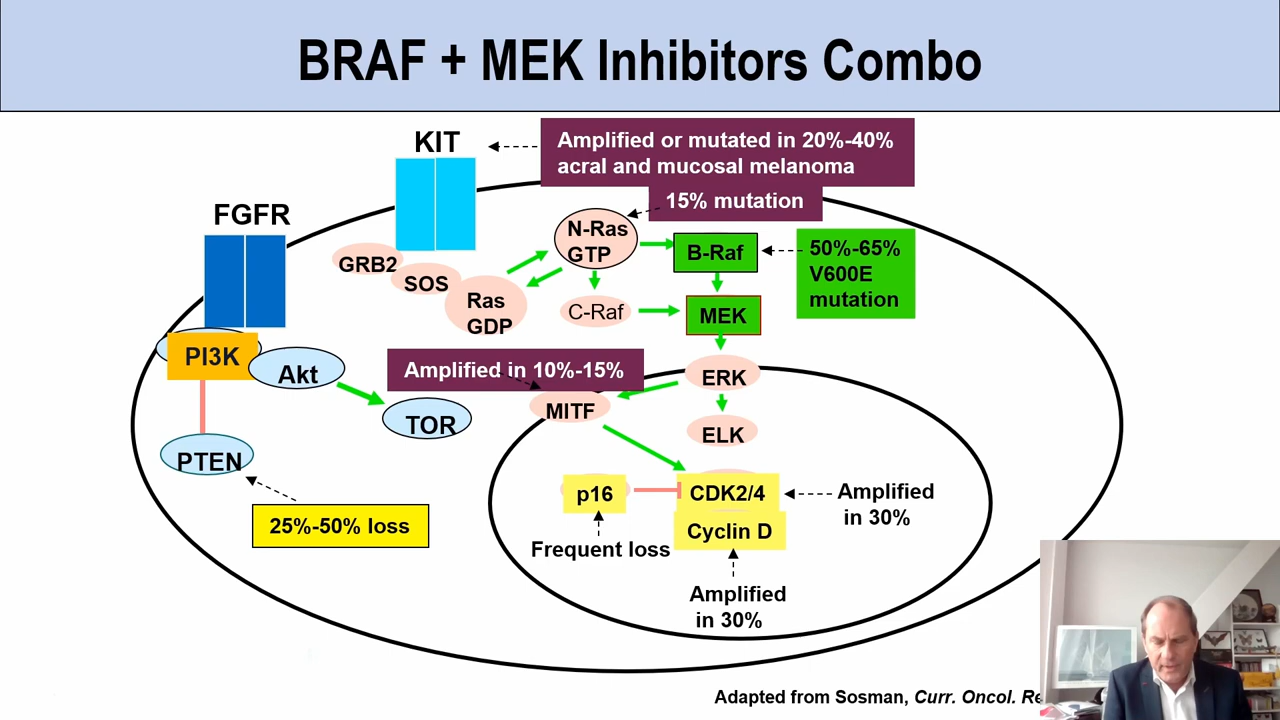 BRAF + MEK Inhibitors Combo
KIT
Amplified or mutated in 20%-40%
acral and mucosal melanoma
15% mutation
FGFR
N-Ras
GTP
B-Raf
50%-65%
V600E
mutation
GRB2
SOS
Ras
GDP
C-Raf
MEK
PI3K
Akt
Amplified in 10%-15%
ERK
TOR
MITF
ELK
PTEN
p16
CDK2/4
Amplified
in 30%
25%-50% loss
Cyclin D
Frequent loss
Amplified
in 30%
Adapted from Sosman, Curr. Oncol.